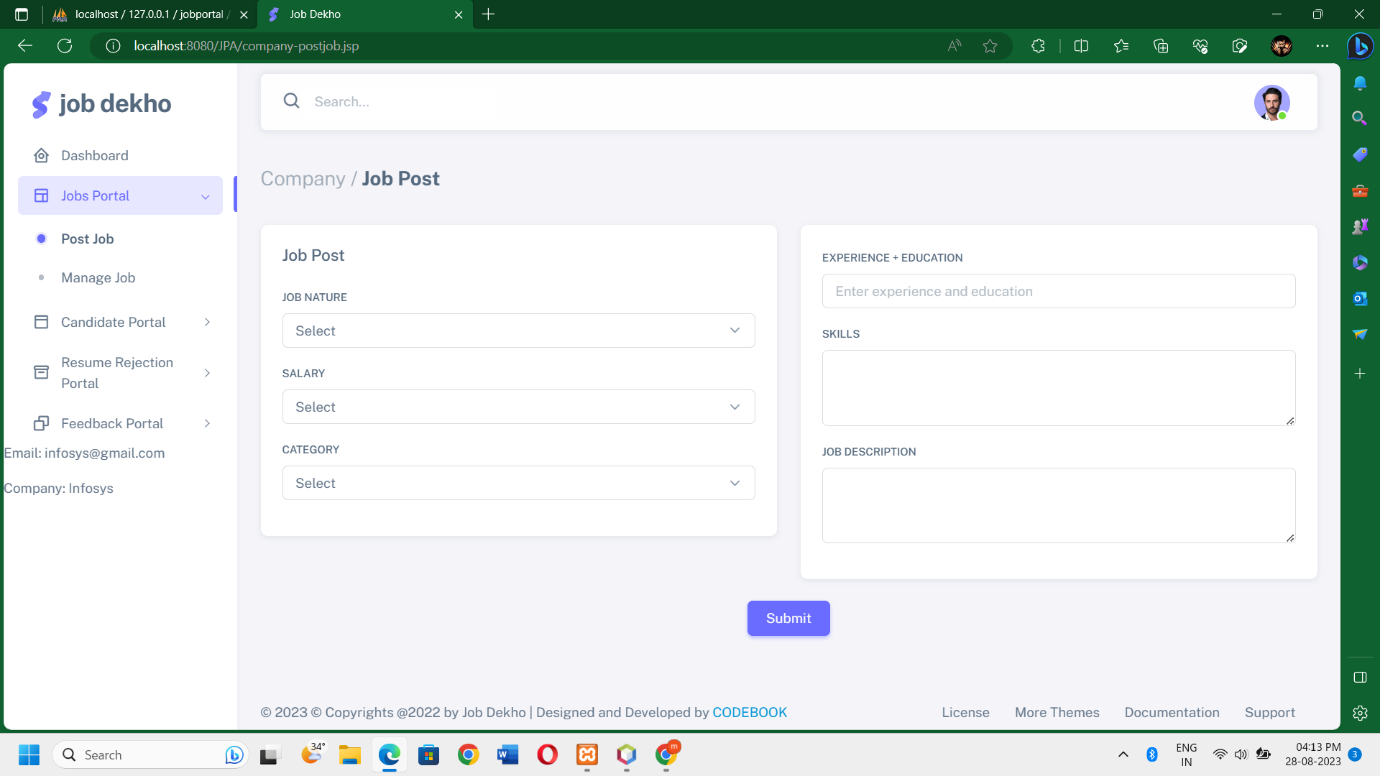 localhost / 127.0.0.1 / jobportal /
Job Dekho
localhost:8080/JPA/company-postjob.jsp
job dekho
Search...
Dashboard
Jobs Portal
Company / Job Post
Post Job
Manage Job
Candidate Portal
Resume Rejection
Portal
Feedback Portal
Email: infosys@gmail.com
Company: Infosys
Job Post
JOB NATURE
Select
SALARY
Select
CATEGORY
Select
EXPERIENCE + EDUCATION
Enter experience and education
SKILLS
JOB DESCRIPTION
Submit
© 2023 © Copyrights @2022 by Job Dekho | Designed and Developed by CODEBOOK
License More Themes Documentation Support
Search
34°
m
ENG
IN
04:13 PM
28-08-2023
3